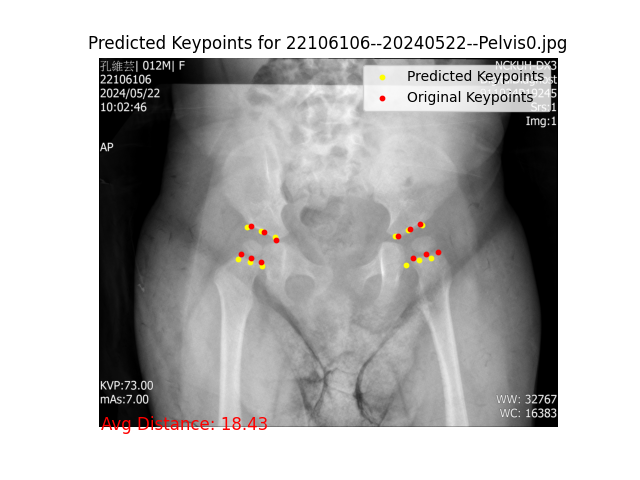 Predicted Keypoints for 22106106--20240522--Pelvis0.jpg
孔維芸| 012M| F
22106106
2024/05/22
10:02:46
AP
Predicted Keypoints
Original Keypoints
Img:1
KVP:73.00
mAs:7.00
WW: 32767
WC: 16383
Avg Distance: 18.43